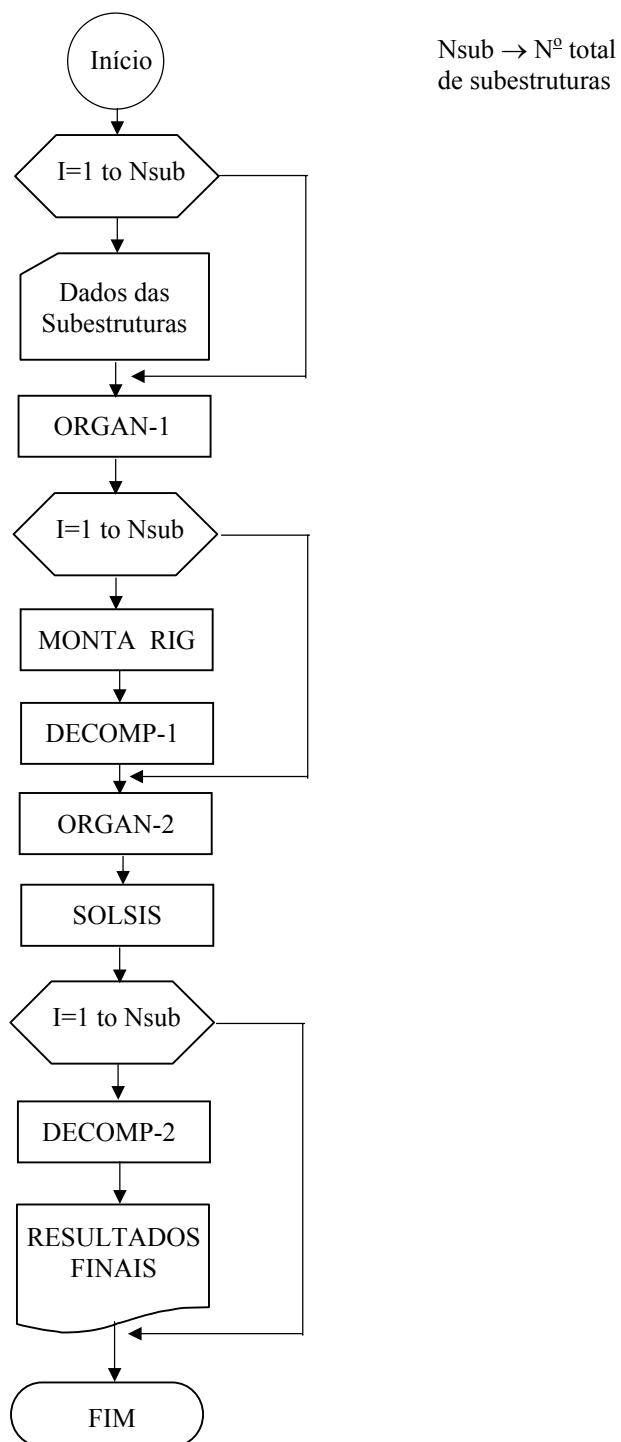 Início
Nsub → Nº total
de subestruturas
I=1 to Nsub
Dados das
Subestruturas
ORGAN-1
I=1 to Nsub
MONTA RIG
DECOMP-1
ORGAN-2
SOLSIS
I=1 to Nsub
DECOMP-2
RESULTADOS
FINAIS
FIM